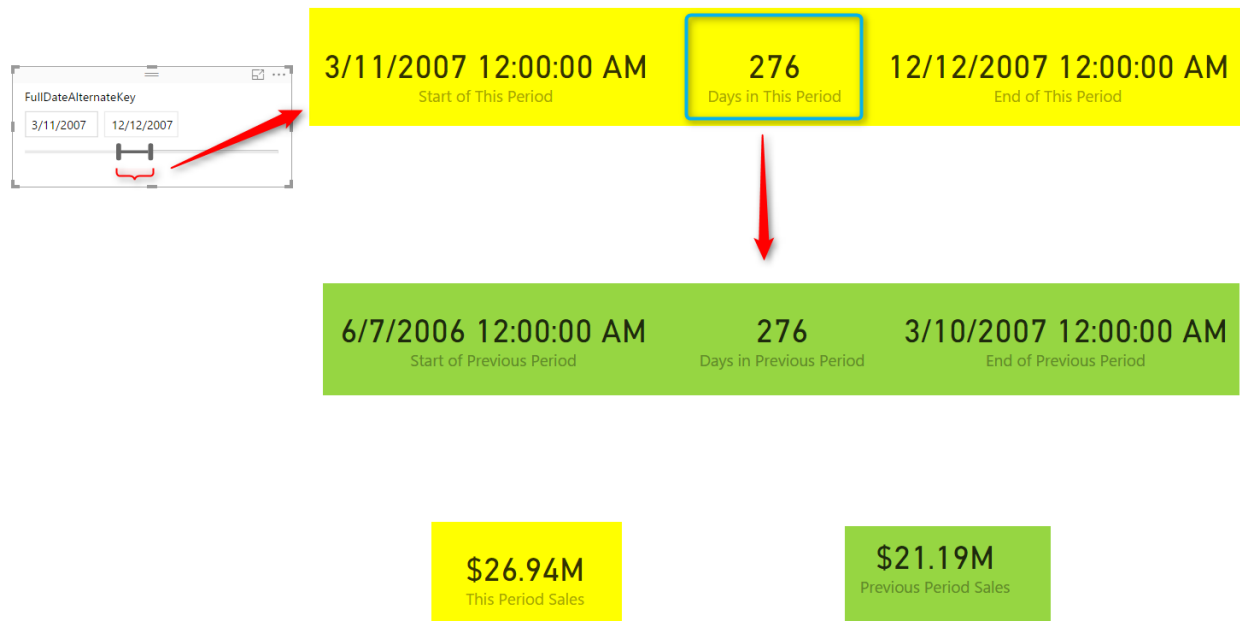 FullDateAlternateKey
3/11/2007 12/12/2007
3/11/2007 12:00:00 AM 276 12/12/2007 12:00:00 AM
Start of This Period Days in This Period End of This Period
6/7/2006 12:00:00 AM 276 3/10/2007 12:00:00 AM
Start of Previous Period Days in Previous Period End of Previous Period
$26.94M
This Period Sales
$21.19M
Previous Period Sales